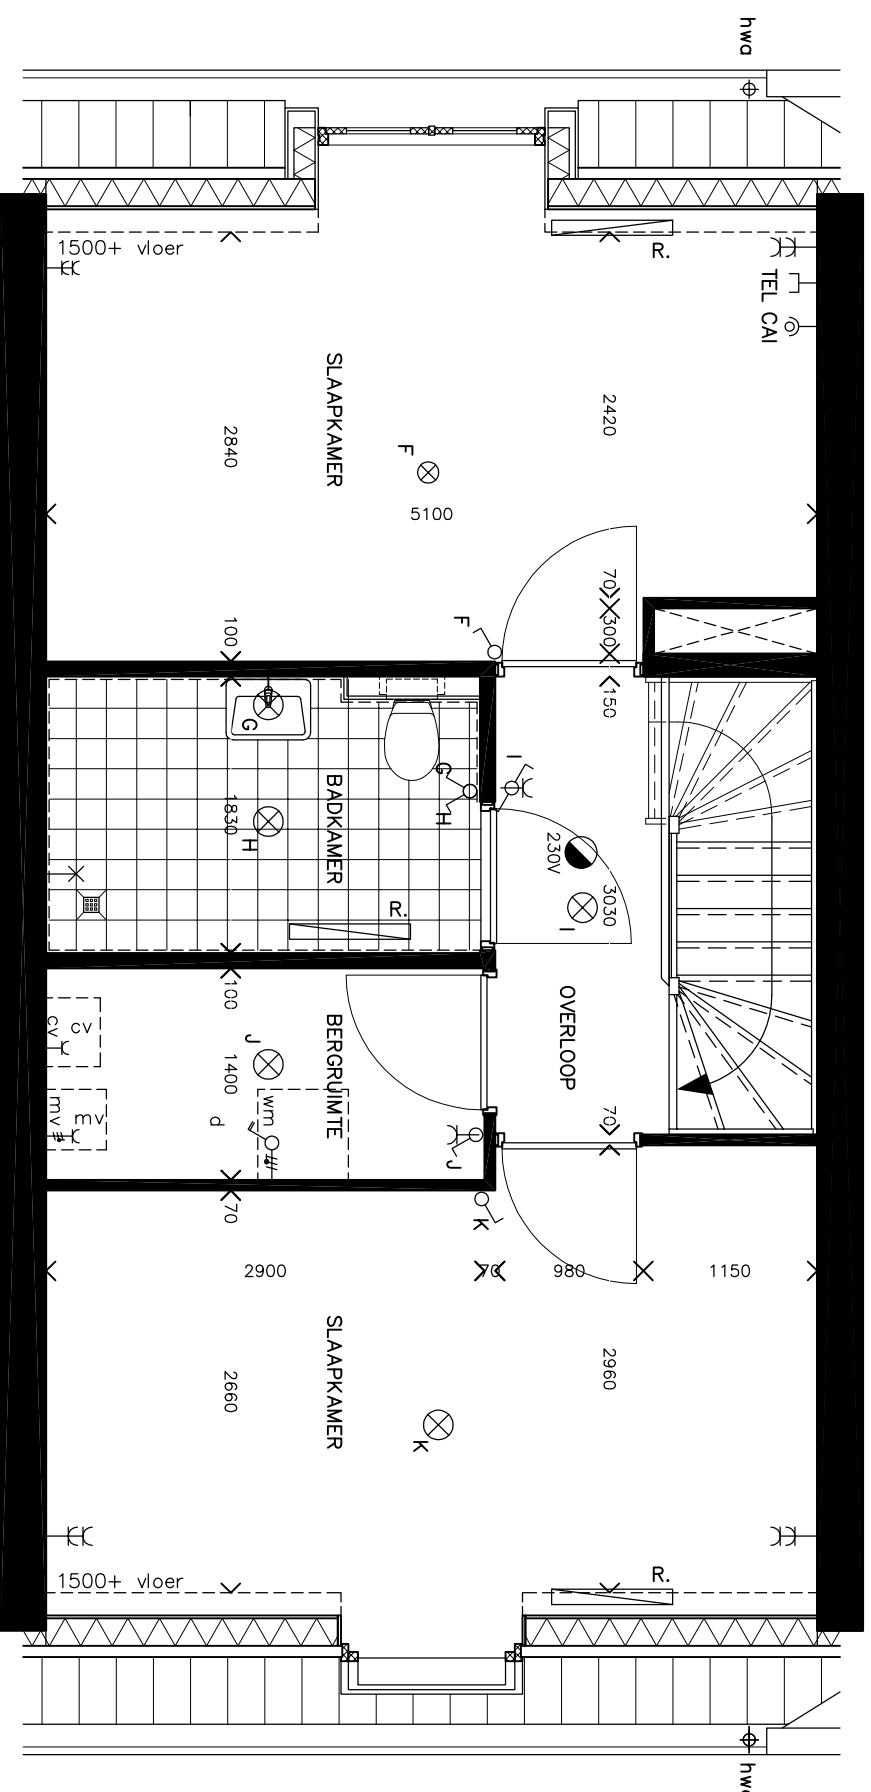 hwa
1500+ vloer
R.
TEL CAI
SLAAPKAMER
2420
2840
F
5100
70
300
100
F
150
G
G
I
BADKAMER
1830
H
H
230V
3030
I
R.
100
OVERLOOP
cv
cv
J
1400
BERGRUIMTE
mv
mv
wm
d
70
J
70
K
2900
70
980
1150
SLAAPKAMER
2660
2960
K
1500+ vloer
R.
hwa